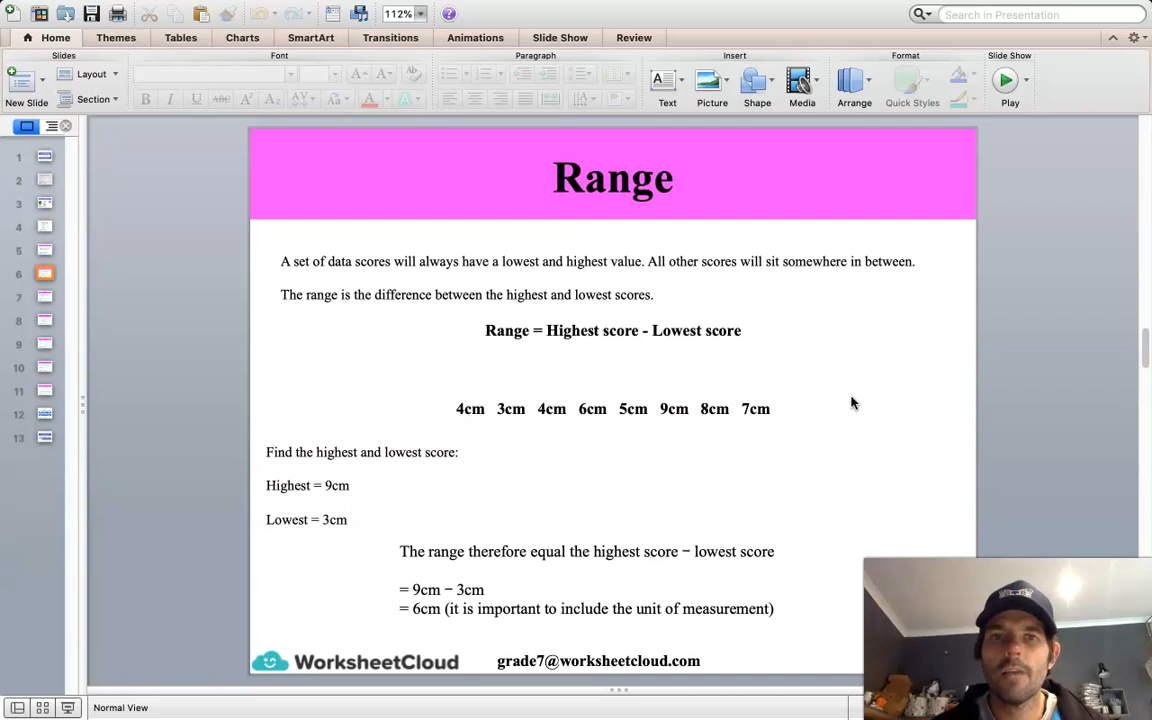 112%
Search in Presentation
Home Themes Tables Charts SmartArt Transitions Animations Slide Show Review
Slides Font Paragraph Insert Format Slide Show
Layout
Section
New Slide
B I U ABC A² A₂ AV Aa A A
Text Picture Shape Media Arrange Quick Styles Play
1
2
3
4
5
6
7
8
9
10
11
12
13
Range
A set of data scores will always have a lowest and highest value. All other scores will sit somewhere in between.
The range is the difference between the highest and lowest scores.
Range = Highest score - Lowest score
4cm 3cm 4cm 6cm 5cm 9cm 8cm 7cm
Find the highest and lowest score:
Highest = 9cm
Lowest = 3cm
The range therefore equal the highest score − lowest score
= 9cm − 3cm
= 6cm (it is important to include the unit of measurement)
WorksheetCloud grade7@worksheetcloud.com
Normal View